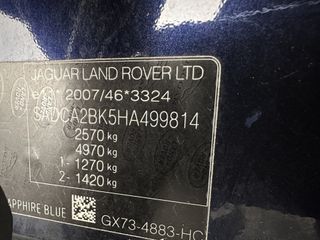 JAGUAR LAND ROVER LTD
e11* 2007/46*3324
SADCA2BK5HA499814
2570 kg
4970 kg
1- 1270 kg
2- 1420 kg
SAPPHIRE BLUE
GX73-4883-HC